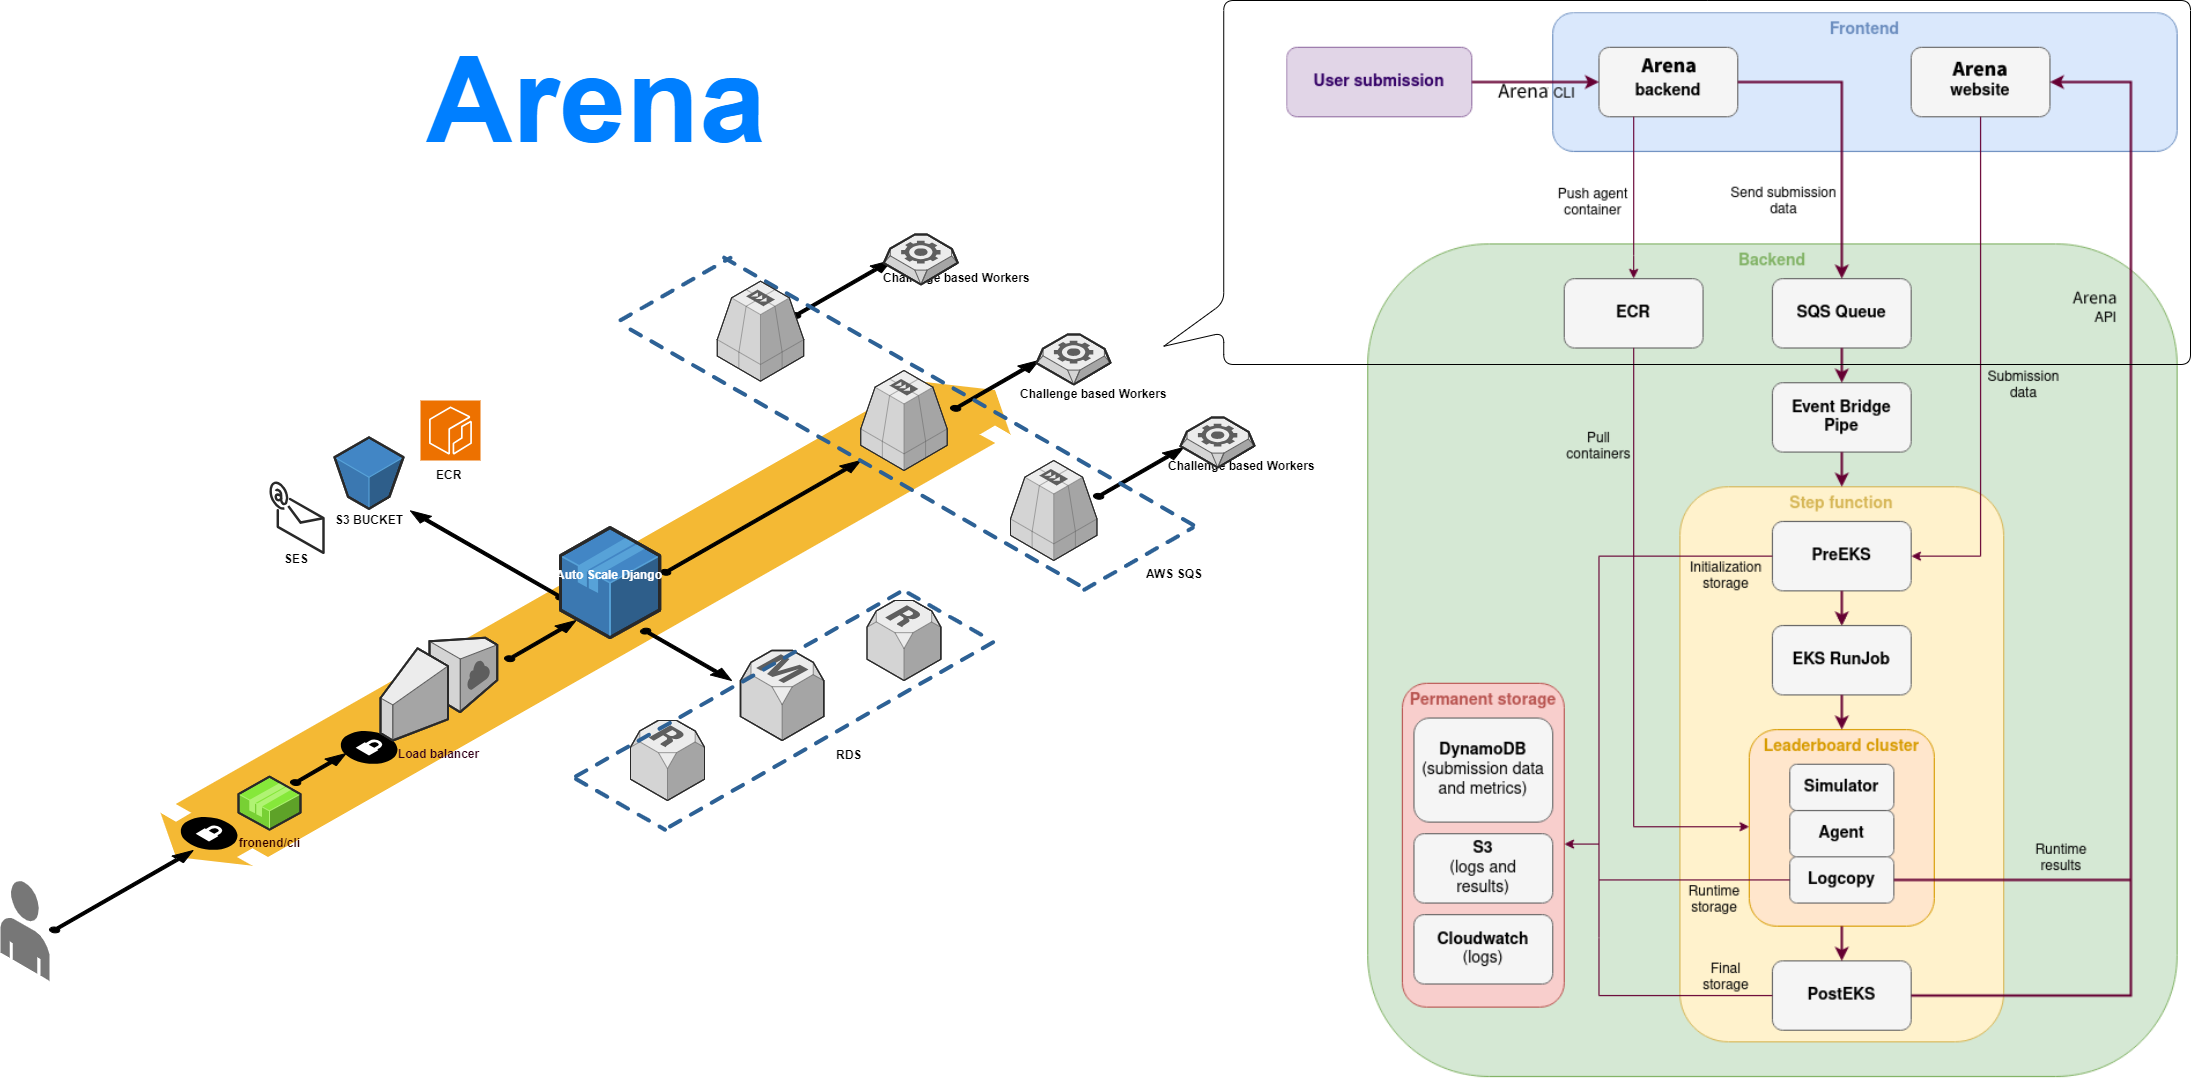 Arena
Challenge based Workers
Challenge based Workers
Challenge based Workers
ECR
S3 BUCKET
SES
Auto Scale Django
AWS SQS
R
M
R
RDS
Load balancer
fronend/cli
Frontend
User submission
Arena CLI
Arena
backend
Arena
website
Push agent
container
Send submission
data
Backend
ECR
SQS Queue
Arena
API
Submission
data
Event Bridge
Pipe
Pull
containers
Step function
PreEKS
Initialization
storage
EKS RunJob
Permanent storage
DynamoDB
(submission data
and metrics)
S3
(logs and
results)
Cloudwatch
(logs)
Leaderboard cluster
Simulator
Agent
Logcopy
Runtime
results
Runtime
storage
Final
storage
PostEKS